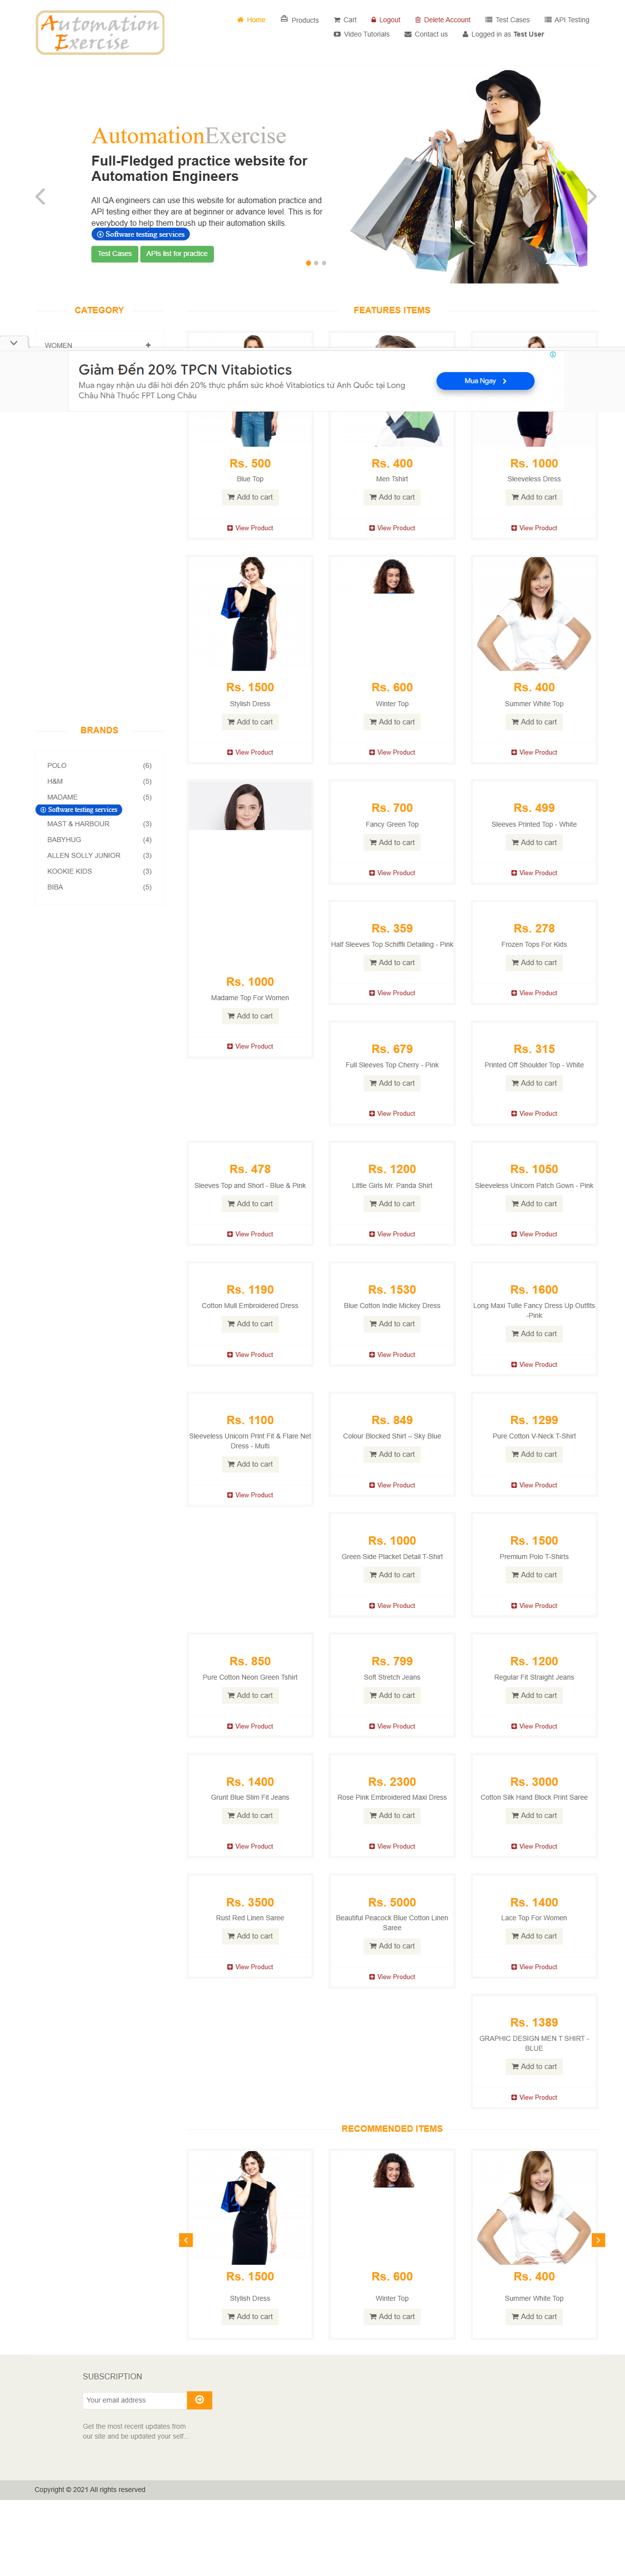 Automation
Exercise
Home
Products
Cart
Logout
Delete Account
Test Cases
API Testing
Video Tutorials
Contact us
Logged in as Test User
AutomationExercise
Full-Fledged practice website for
Automation Engineers
All QA engineers can use this website for automation practice and
API testing either they are at beginner or advance level. This is for
everybody to help them brush up their automation skills.
Software testing services
Test Cases
APIs list for practice
CATEGORY
WOMEN
FEATURES ITEMS
Giảm Đến 20% TPCN Vitabiotics
Mua ngay nhận ưu đãi hời đến 20% thực phẩm sức khoẻ Vitabiotics từ Anh Quốc tại Long
Châu Nhà Thuốc FPT Long Châu
Mua Ngay
Rs. 500
Blue Top
Add to cart
View Product
Rs. 400
Men Tshirt
Add to cart
View Product
Rs. 1000
Sleeveless Dress
Add to cart
View Product
Rs. 1500
Stylish Dress
Add to cart
View Product
Rs. 600
Winter Top
Add to cart
View Product
Rs. 400
Summer White Top
Add to cart
View Product
BRANDS
POLO (6)
H&M (5)
MADAME (5)
Software testing services
MAST & HARBOUR (3)
BABYHUG (4)
ALLEN SOLLY JUNIOR (3)
KOOKIE KIDS (3)
BIBA (5)
Rs. 1000
Madame Top For Women
Add to cart
View Product
Rs. 700
Fancy Green Top
Add to cart
View Product
Rs. 499
Sleeves Printed Top - White
Add to cart
View Product
Rs. 359
Half Sleeves Top Schiffli Detailing - Pink
Add to cart
View Product
Rs. 278
Frozen Tops For Kids
Add to cart
View Product
Rs. 679
Full Sleeves Top Cherry - Pink
Add to cart
View Product
Rs. 315
Printed Off Shoulder Top - White
Add to cart
View Product
Rs. 478
Sleeves Top and Short - Blue & Pink
Add to cart
View Product
Rs. 1200
Little Girls Mr. Panda Shirt
Add to cart
View Product
Rs. 1050
Sleeveless Unicorn Patch Gown - Pink
Add to cart
View Product
Rs. 1190
Cotton Mull Embroidered Dress
Add to cart
View Product
Rs. 1530
Blue Cotton Indie Mickey Dress
Add to cart
View Product
Rs. 1600
Long Maxi Tulle Fancy Dress Up Outfits
-Pink
Add to cart
View Product
Rs. 1100
Sleeveless Unicorn Print Fit & Flare Net
Dress - Multi
Add to cart
View Product
Rs. 849
Colour Blocked Shirt – Sky Blue
Add to cart
View Product
Rs. 1299
Pure Cotton V-Neck T-Shirt
Add to cart
View Product
Rs. 1000
Green Side Placket Detail T-Shirt
Add to cart
View Product
Rs. 1500
Premium Polo T-Shirts
Add to cart
View Product
Rs. 850
Pure Cotton Neon Green Tshirt
Add to cart
View Product
Rs. 799
Soft Stretch Jeans
Add to cart
View Product
Rs. 1200
Regular Fit Straight Jeans
Add to cart
View Product
Rs. 1400
Grunt Blue Slim Fit Jeans
Add to cart
View Product
Rs. 2300
Rose Pink Embroidered Maxi Dress
Add to cart
View Product
Rs. 3000
Cotton Silk Hand Block Print Saree
Add to cart
View Product
Rs. 3500
Rust Red Linen Saree
Add to cart
View Product
Rs. 5000
Beautiful Peacock Blue Cotton Linen
Saree
Add to cart
View Product
Rs. 1400
Lace Top For Women
Add to cart
View Product
Rs. 1389
GRAPHIC DESIGN MEN T SHIRT -
BLUE
Add to cart
View Product
RECOMMENDED ITEMS
Rs. 1500
Stylish Dress
Add to cart
Rs. 600
Winter Top
Add to cart
Rs. 400
Summer White Top
Add to cart
SUBSCRIPTION
Your email address
Get the most recent updates from
our site and be updated your self...
Copyright © 2021 All rights reserved